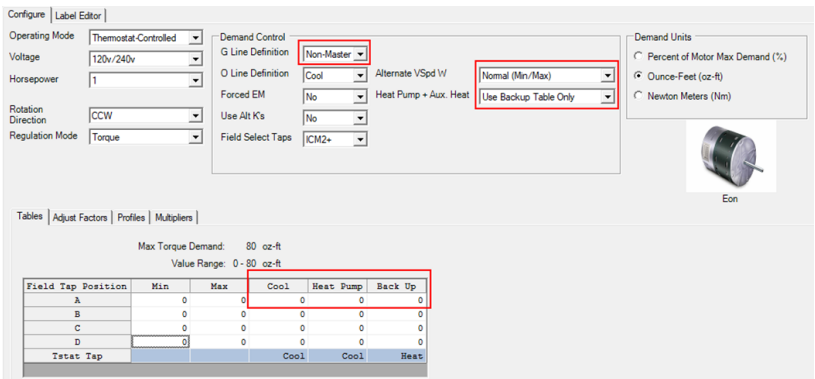 Configure Label Editor
Operating Mode Thermostat-Controlled
Voltage 120v/240v
Horsepower 1
Rotation
Direction CCW
Regulation Mode Torque
Demand Control
G Line Definition Non-Master
O Line Definition Cool Alternate VSpd W Normal (Min/Max)
Forced EM No Heat Pump + Aux. Heat Use Backup Table Only
Use Alt K's No
Field Select Taps ICM2+
Demand Units
Percent of Motor Max Demand (%)
Ounce-Feet (oz-ft)
Newton Meters (Nm)
Eon
Tables Adjust Factors Profiles Multipliers
Max Torque Demand: 80 oz-ft
Value Range: 0 - 80 oz-ft
Field Tap Position Min Max Cool Heat Pump Back Up
A 0 0 0 0 0
B 0 0 0 0 0
C 0 0 0 0 0
D 0 0 0 0 0
Tstat Tap Cool Cool Heat